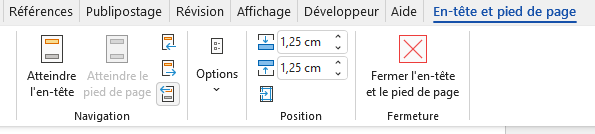 Références Publipostage Révision Affichage Développeur Aide En-tête et pied de page
Atteindre l'en-tête
Atteindre le pied de page
Options
1,25 cm
1,25 cm
Fermer l'en-tête et le pied de page
Navigation Position Fermeture